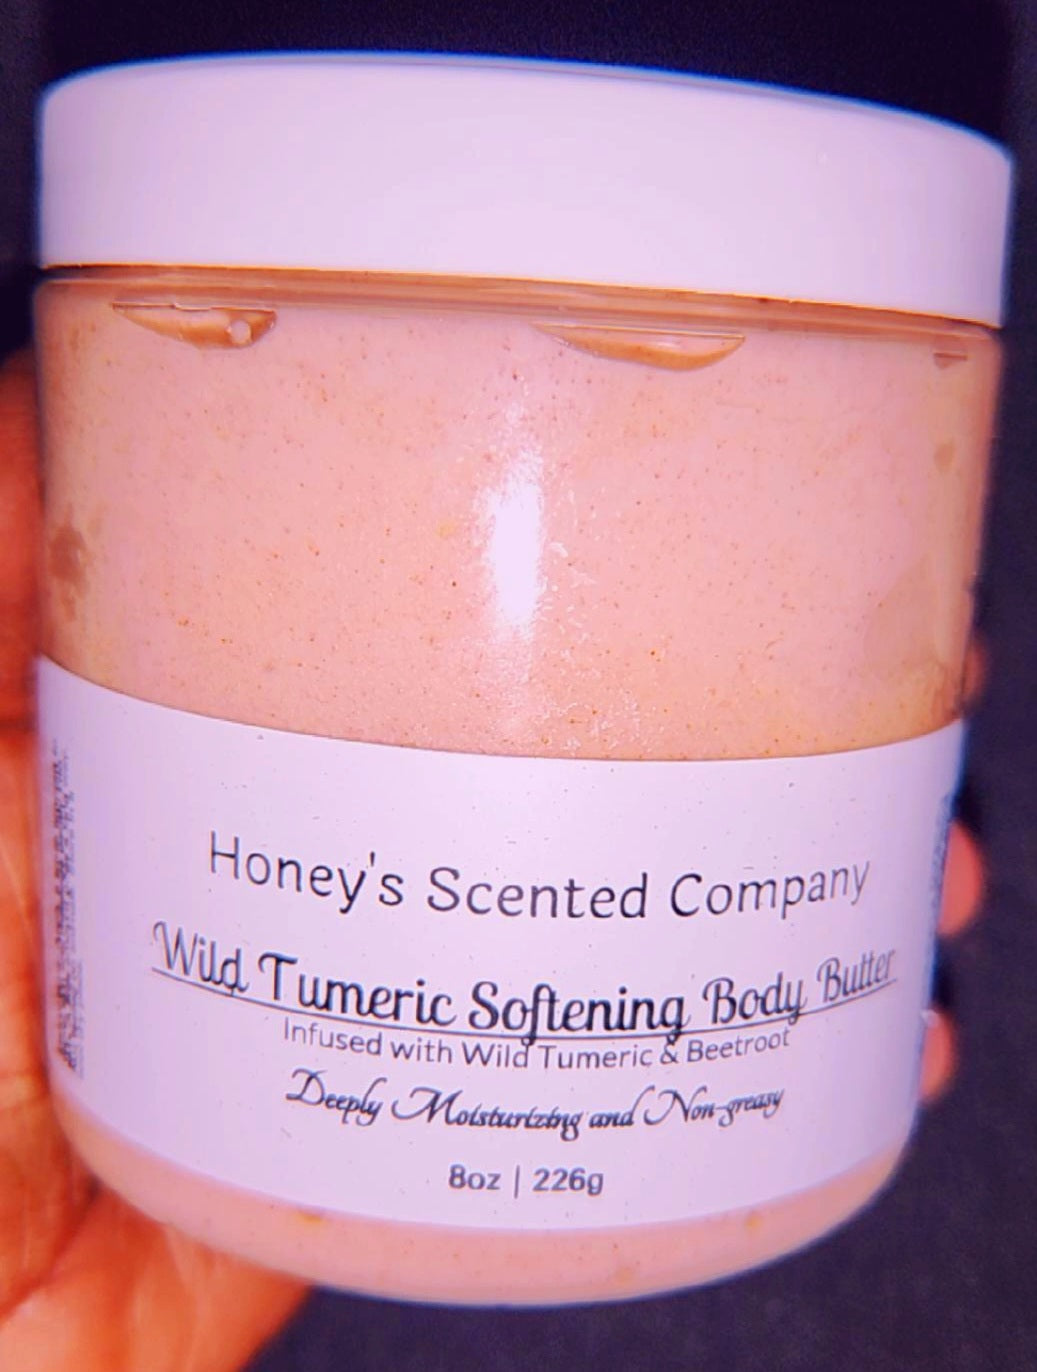 Honey's Scented Company
Wild Tumeric Softening Body Butter
Infused with Wild Tumeric & Beetroot
Deeply Moisturizing and Non-greasy
8oz | 226g